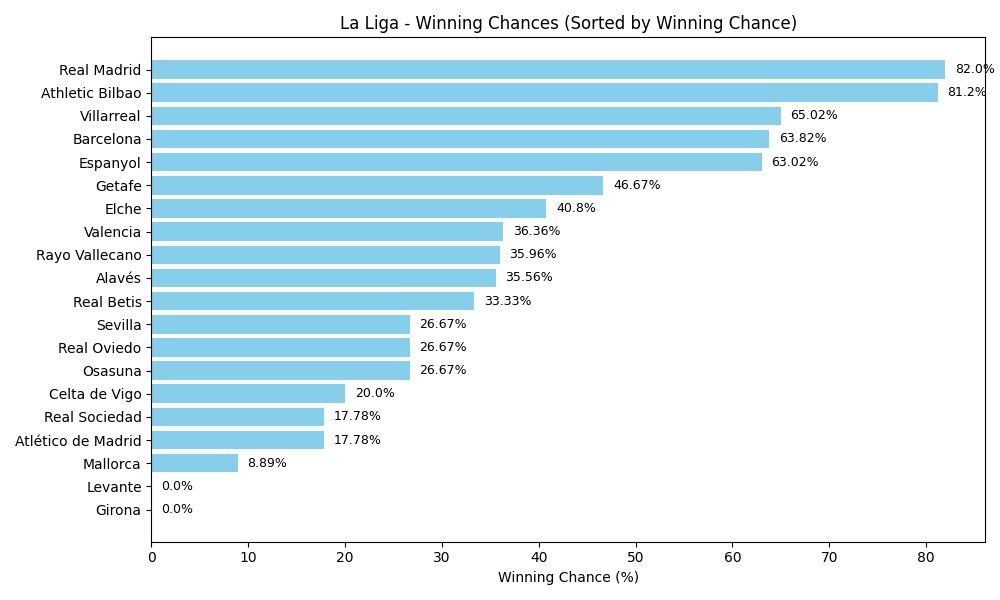 La Liga - Winning Chances (Sorted by Winning Chance)
Real Madrid 82.0%
Athletic Bilbao 81.2%
Villarreal 65.02%
Barcelona 63.82%
Espanyol 63.02%
Getafe 46.67%
Elche 40.8%
Valencia 36.36%
Rayo Vallecano 35.96%
Alavés 35.56%
Real Betis 33.33%
Sevilla 26.67%
Real Oviedo 26.67%
Osasuna 26.67%
Celta de Vigo 20.0%
Real Sociedad 17.78%
Atlético de Madrid 17.78%
Mallorca 8.89%
Levante 0.0%
Girona 0.0%
0 10 20 30 40 50 60 70 80
Winning Chance (%)